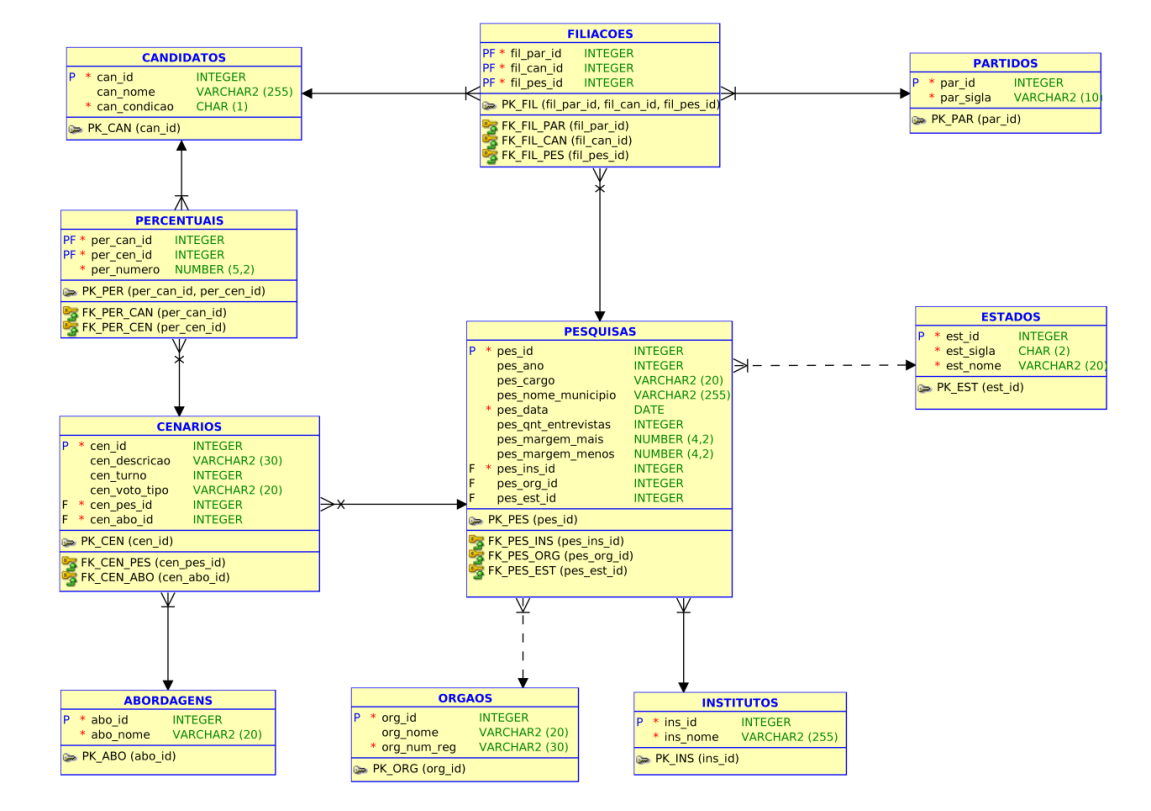 FILIACOES
PF * fil_par_id INTEGER
PF * fil_can_id INTEGER
PF * fil_pes_id INTEGER
PK_FIL (fil_par_id, fil_can_id, fil_pes_id)
FK_FIL_PAR (fil_par_id)
FK_FIL_CAN (fil_can_id)
FK_FIL_PES (fil_pes_id)
CANDIDATOS
P * can_id INTEGER
can_nome VARCHAR2 (255)
* can_condicao CHAR (1)
PK_CAN (can_id)
PARTIDOS
P * par_id INTEGER
* par_sigla VARCHAR2 (10
PK_PAR (par_id)
PERCENTUAIS
PF * per_can_id INTEGER
PF * per_cen_id INTEGER
* per_numero NUMBER (5,2)
PK_PER (per_can_id, per_cen_id)
FK_PER_CAN (per_can_id)
FK_PER_CEN (per_cen_id)
PESQUISAS
P * pes_id INTEGER
pes_ano INTEGER
pes_cargo VARCHAR2 (20)
pes_nome_municipio VARCHAR2 (255)
* pes_data DATE
pes_qnt_entrevistas INTEGER
pes_margem_mais NUMBER (4,2)
pes_margem_menos NUMBER (4,2)
F * pes_ins_id INTEGER
F pes_org_id INTEGER
F pes_est_id INTEGER
PK_PES (pes_id)
FK_PES_INS (pes_ins_id)
FK_PES_ORG (pes_org_id)
FK_PES_EST (pes_est_id)
ESTADOS
P * est_id INTEGER
* est_sigla CHAR (2)
* est_nome VARCHAR2 (20)
PK_EST (est_id)
CENARIOS
P * cen_id INTEGER
cen_descricao VARCHAR2 (30)
cen_turno INTEGER
cen_voto_tipo VARCHAR2 (20)
F * cen_pes_id INTEGER
F * cen_abo_id INTEGER
PK_CEN (cen_id)
FK_CEN_PES (cen_pes_id)
FK_CEN_ABO (cen_abo_id)
ABORDAGENS
P * abo_id INTEGER
* abo_nome VARCHAR2 (20)
PK_ABO (abo_id)
ORGAOS
P * org_id INTEGER
org_nome VARCHAR2 (20)
* org_num_reg VARCHAR2 (30)
PK_ORG (org_id)
INSTITUTOS
P * ins_id INTEGER
* ins_nome VARCHAR2 (255)
PK_INS (ins_id)